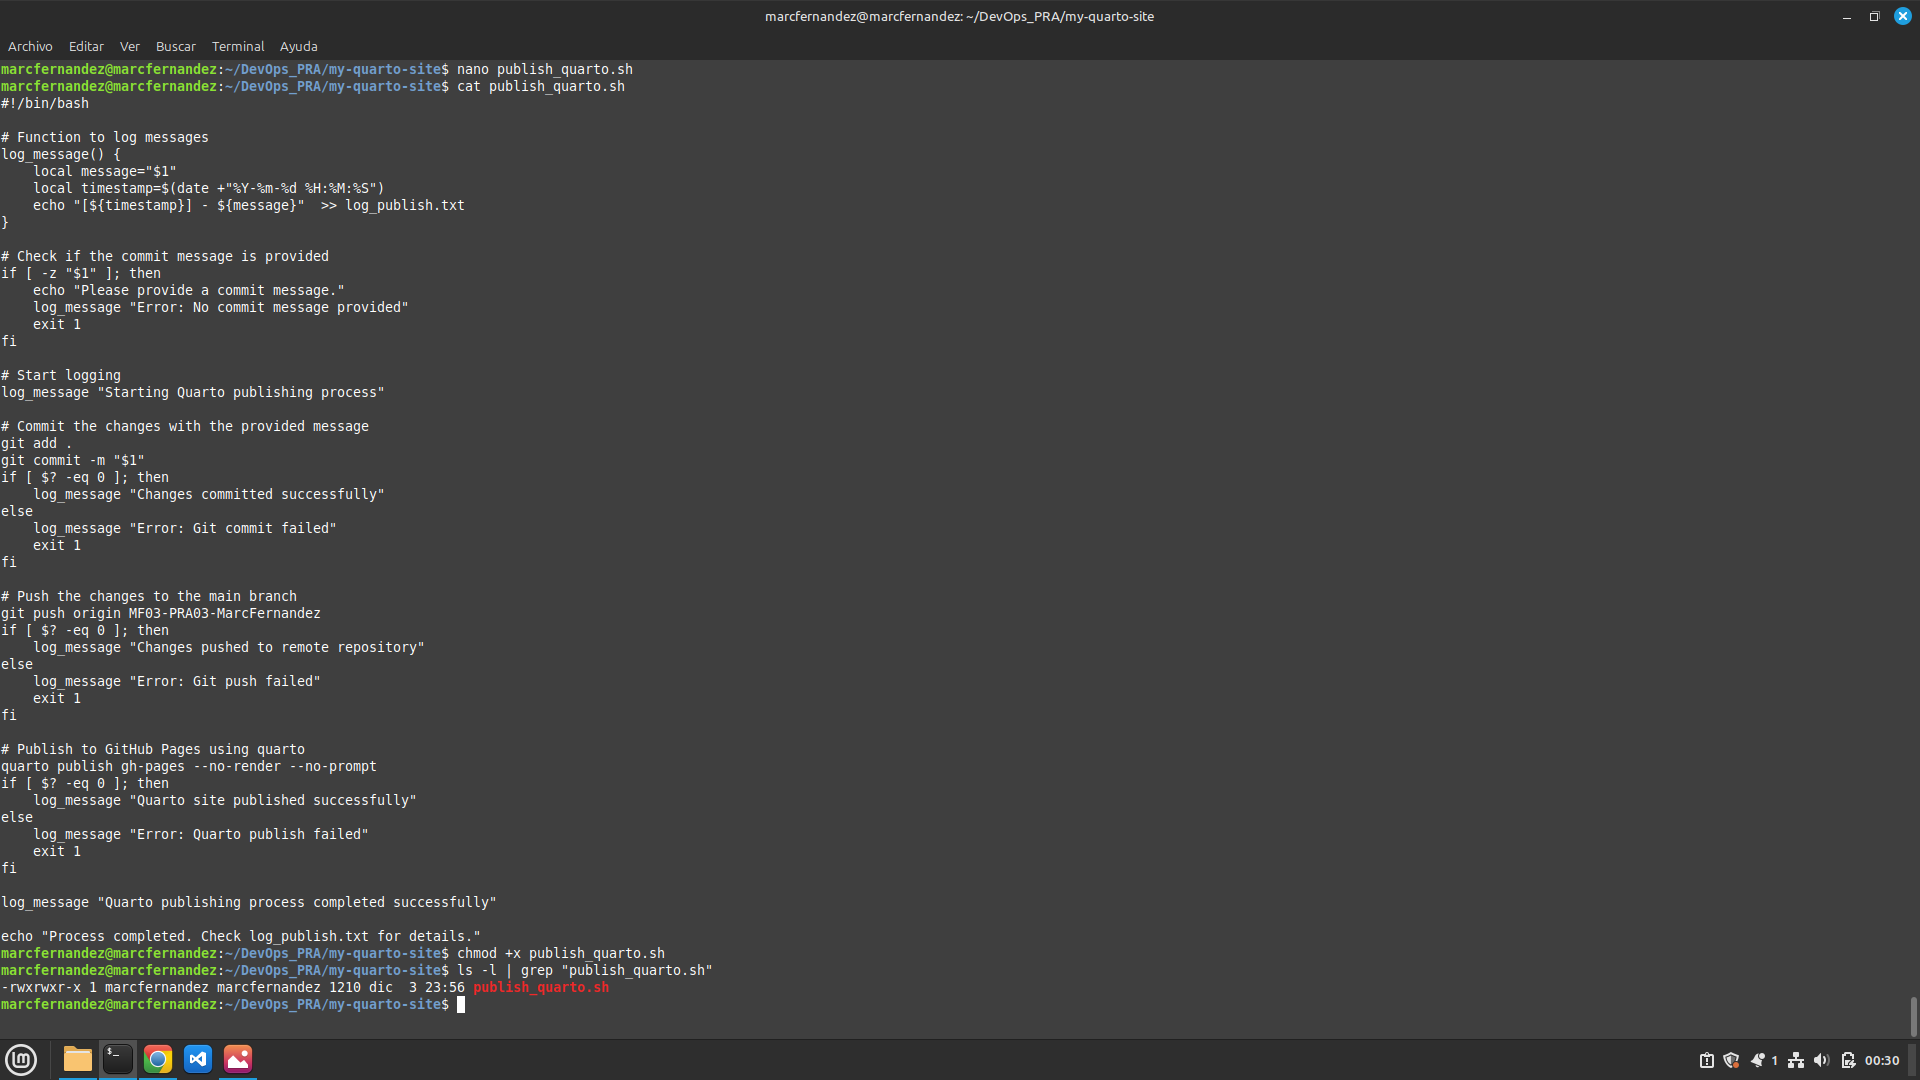 marcfernandez@marcfernandez: ~/DevOps_PRA/my-quarto-site
Archivo Editar Ver Buscar Terminal Ayuda
marcfernandez@marcfernandez:~/DevOps_PRA/my-quarto-site$ nano publish_quarto.sh
marcfernandez@marcfernandez:~/DevOps_PRA/my-quarto-site$ cat publish_quarto.sh
#!/bin/bash

# Function to log messages
log_message() {
    local message="$1"
    local timestamp=$(date +"%Y-%m-%d %H:%M:%S")
    echo "[${timestamp}] - ${message}"  >> log_publish.txt
}

# Check if the commit message is provided
if [ -z "$1" ]; then
    echo "Please provide a commit message."
    log_message "Error: No commit message provided"
    exit 1
fi

# Start logging
log_message "Starting Quarto publishing process"

# Commit the changes with the provided message
git add .
git commit -m "$1"
if [ $? -eq 0 ]; then
    log_message "Changes committed successfully"
else
    log_message "Error: Git commit failed"
    exit 1
fi

# Push the changes to the main branch
git push origin MF03-PRA03-MarcFernandez
if [ $? -eq 0 ]; then
    log_message "Changes pushed to remote repository"
else
    log_message "Error: Git push failed"
    exit 1
fi

# Publish to GitHub Pages using quarto
quarto publish gh-pages --no-render --no-prompt
if [ $? -eq 0 ]; then
    log_message "Quarto site published successfully"
else
    log_message "Error: Quarto publish failed"
    exit 1
fi

log_message "Quarto publishing process completed successfully"

echo "Process completed. Check log_publish.txt for details."
marcfernandez@marcfernandez:~/DevOps_PRA/my-quarto-site$ chmod +x publish_quarto.sh
marcfernandez@marcfernandez:~/DevOps_PRA/my-quarto-site$ ls -l | grep "publish_quarto.sh"
-rwxrwxr-x 1 marcfernandez marcfernandez 1210 dic  3 23:56 publish_quarto.sh
marcfernandez@marcfernandez:~/DevOps_PRA/my-quarto-site$
1 00:30